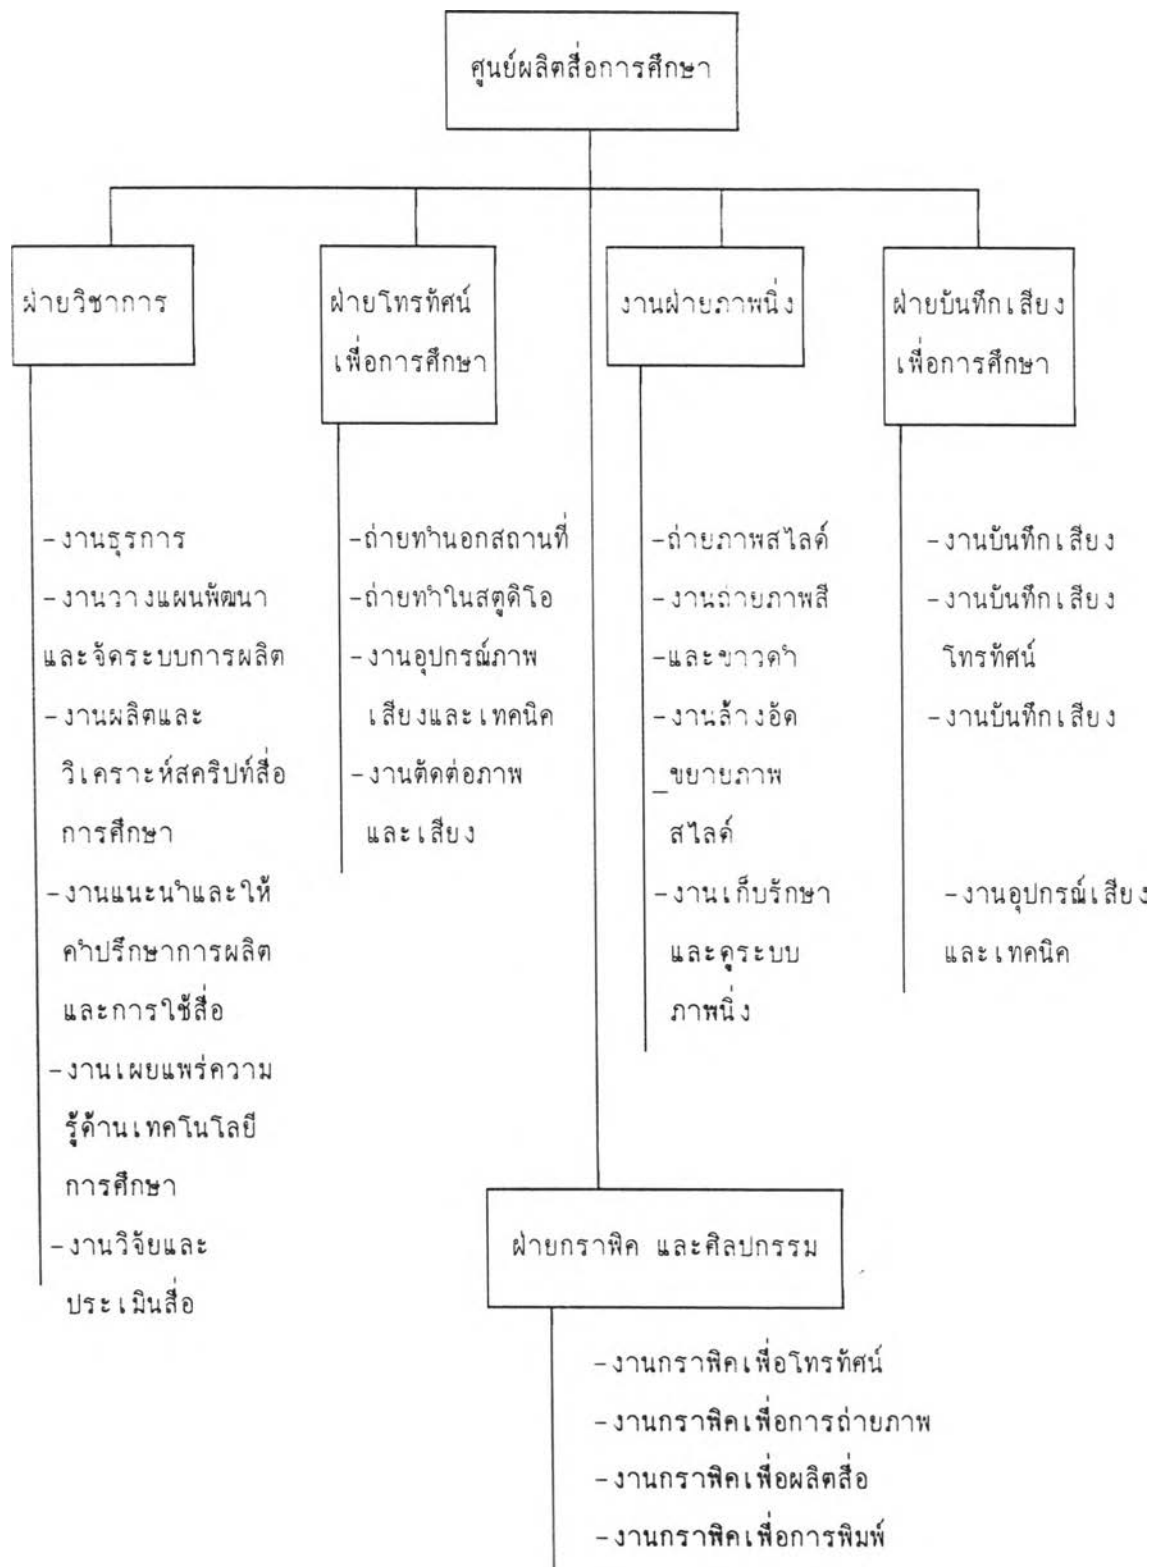 ศูนย์ผลิตสื่อการศึกษา
ฝ่ายวิชาการ
-งานธุรการ
-งานวางแผนพัฒนา
และจัดระบบการผลิต
-งานผลิตและ
วิเคราะห์สคริปท์สื่อ
การศึกษา
-งานแนะนำและให้
คำปรึกษาการผลิต
และการใช้สื่อ
-งานเผยแพร่ความ
รู้ด้านเทคโนโลยี
การศึกษา
-งานวิจัยและ
ประเมินสื่อ
ฝ่ายโทรทัศน์
เพื่อการศึกษา
-ถ่ายทำนอกสถานที่
-ถ่ายทำในสตูดิโอ
-งานอุปกรณ์ภาพ
เสียงและเทคนิค
-งานตัดต่อภาพ
และเสียง
งานฝ่ายภาพนิ่ง
-ถ่ายภาพสไลด์
-งานถ่ายภาพสี
-และขาวดำ
-งานล้างอัด
_ขยายภาพ
สไลด์
-งานเก็บรักษา
และดูระบบ
ภาพนิ่ง
ฝ่ายบันทึกเสียง
เพื่อการศึกษา
-งานบันทึกเสียง
-งานบันทึกเสียง
โทรทัศน์
-งานบันทึกเสียง
-งานอุปกรณ์เสียง
และเทคนิค
ฝ่ายกราพิค และศิลปกรรม
-งานกราพิคเพื่อโทรทัศน์
-งานกราพิคเพื่อการถ่ายภาพ
-งานกราพิคเพื่อผลิตสื่อ
-งานกราพิคเพื่อการพิมพ์